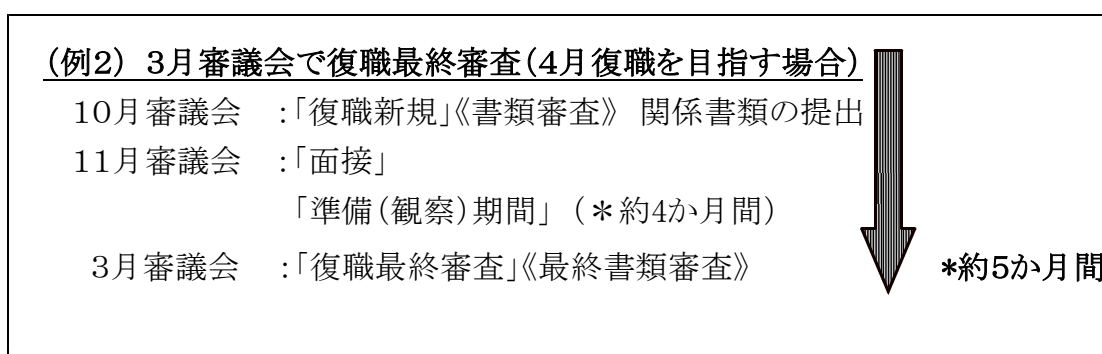 (例2) 3月審議会で復職最終審査(4月復職を目指す場合)
10月審議会 :「復職新規」《書類審査》 関係書類の提出
11月審議会 :「面接」
「準備(観察)期間」(*約4か月間)
3月審議会 :「復職最終審査」《最終書類審査》 *約5か月間